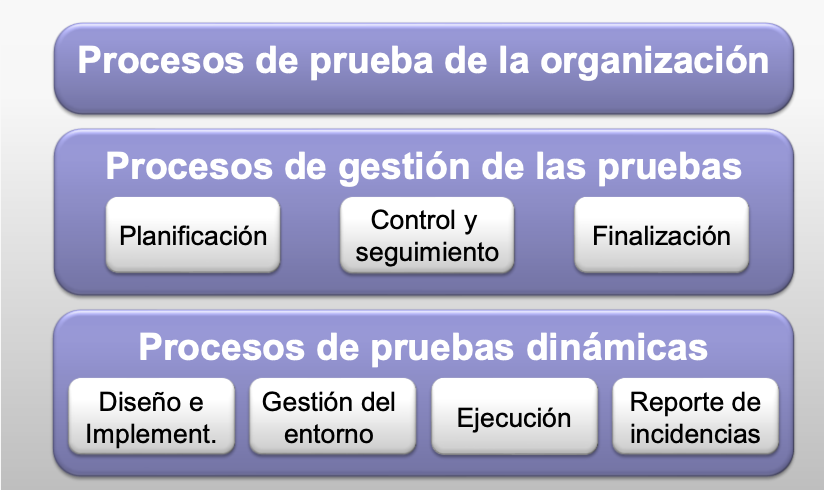 Procesos de prueba de la organización
Procesos de gestión de las pruebas
Planificación
Control y
seguimiento
Finalización
Procesos de pruebas dinámicas
Diseño e
Implement.
Gestión del
entorno
Ejecución
Reporte de
incidencias